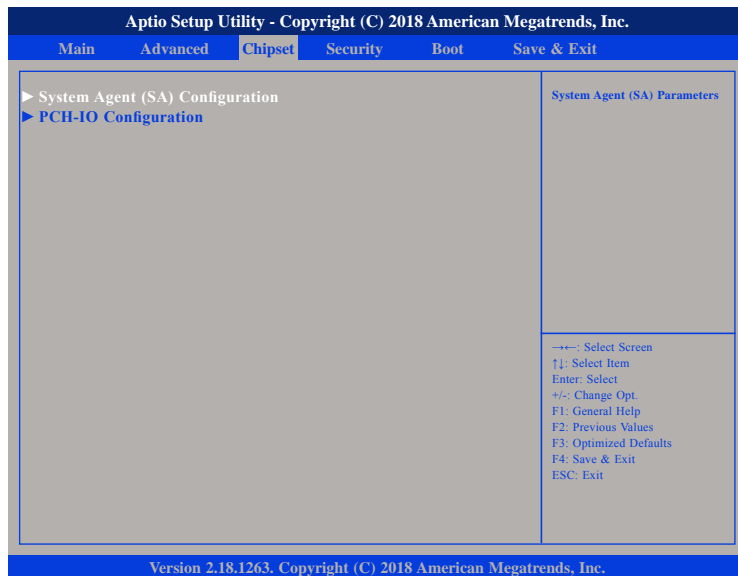 Aptio Setup Utility - Copyright (C) 2018 American Megatrends, Inc.
Main Advanced Chipset Security Boot Save & Exit
► System Agent (SA) Configuration
► PCH-IO Configuration
System Agent (SA) Parameters
→←: Select Screen
↑↓: Select Item
Enter: Select
+/-: Change Opt.
F1: General Help
F2: Previous Values
F3: Optimized Defaults
F4: Save & Exit
ESC: Exit
Version 2.18.1263. Copyright (C) 2018 American Megatrends, Inc.